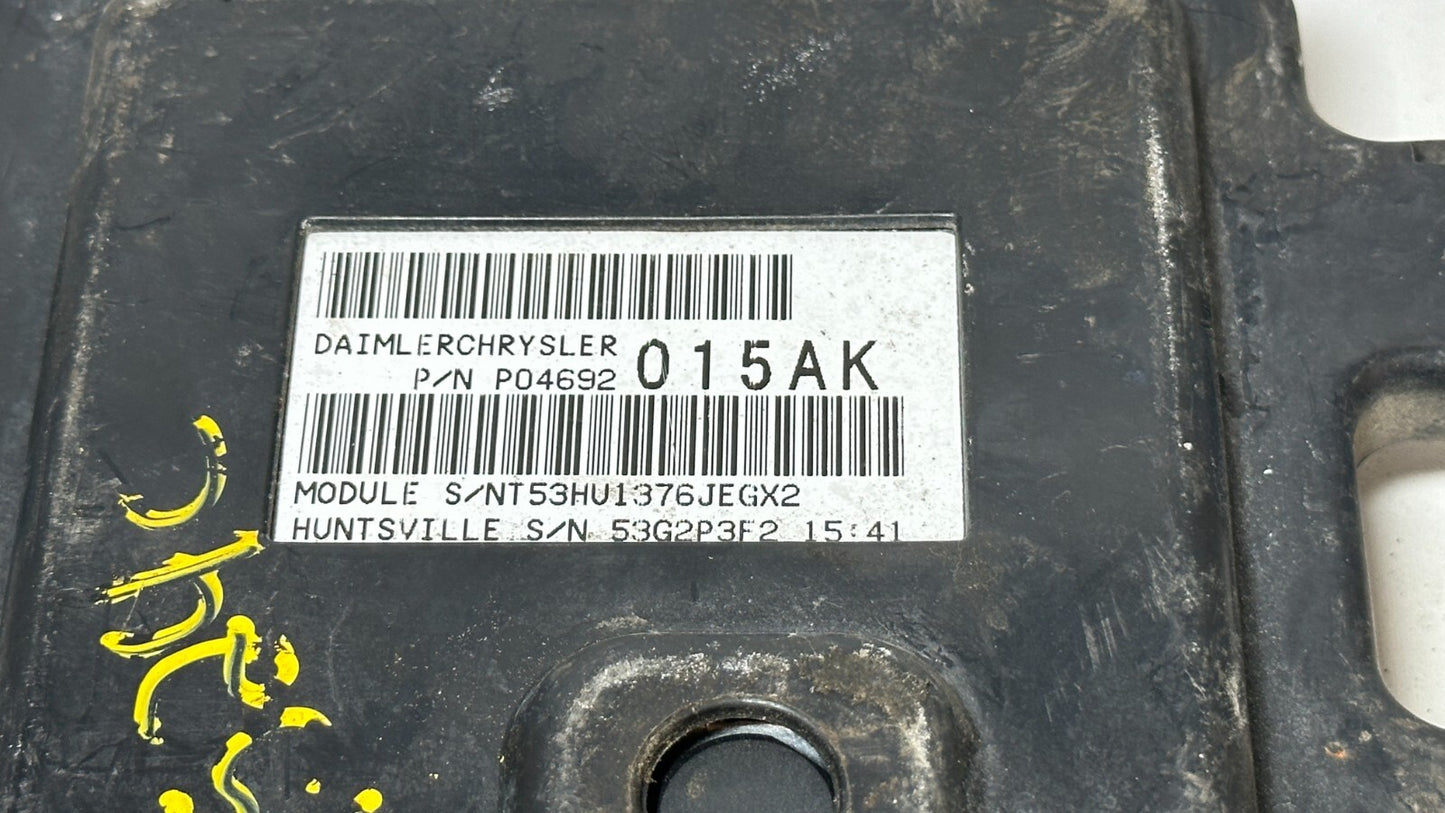 DAIMLERCHRYSLER
P/N P04692 015AK
MODULE S/NT53HU1376JEGX2
HUNTSVILLE S/N 53G2P3F2 15:41